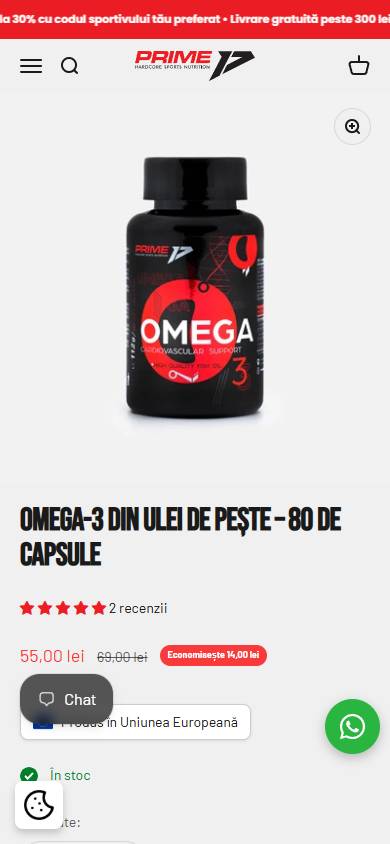 la 30% cu codul sportivului tău preferat • Livrare gratuită peste 300 lei
PRIME
HARDCORE SPORTS NUTRITION
PRIME
OMEGA
CARDIOVASCULAR SUPPORT
HIGH QUALITY FISH OIL
3
OMEGA-3 DIN ULEI DE PEȘTE – 80 DE
CAPSULE
2 recenzii
55,00 lei 69,00 lei Economisește 14,00 lei
Chat
în Uniunea Europeană
În stoc